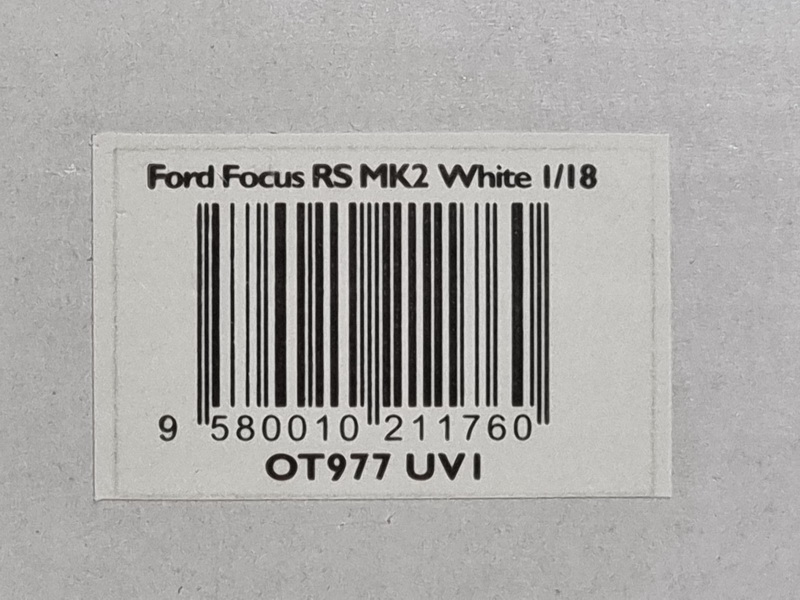 Ford Focus RS MK2 White 1/18
9 580010 211760
OT977 UV1